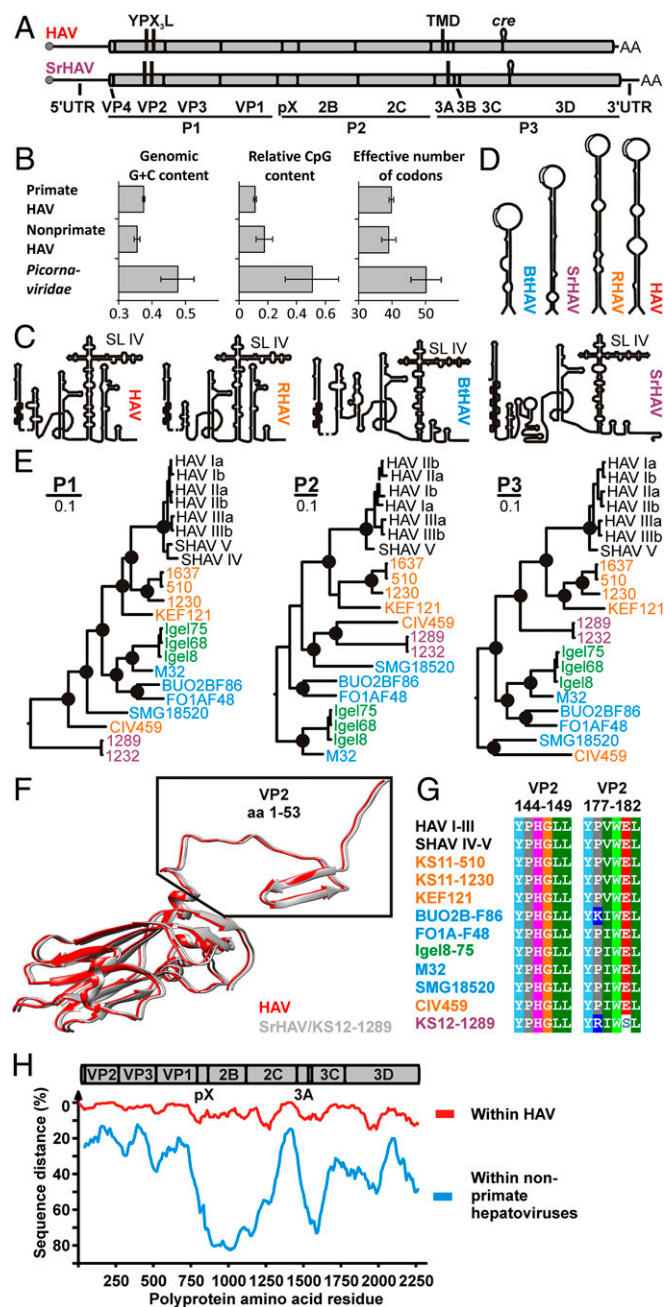 A
YPX3L
TMD
cre
HAV
AA
SrHAV
AA
5'UTR
VP4
VP2
VP3
VP1
pX
2B
2C
3A
3B
3C
3D
3'UTR
P1
P2
P3
B
Genomic
G+C content
Relative CpG
content
Effective number
of codons
Primate
HAV
Nonprimate
HAV
Picorna-
viridae
0.3 0.4 0.5
0 0.2 0.4 0.6
30 40 50
D
BtHAV
SrHAV
RHAV
HAV
C
SL IV
HAV
SL IV
RHAV
SL IV
BtHAV
SL IV
SrHAV
E
P1
0.1
HAV Ia
HAV Ib
HAV IIa
HAV IIb
HAV IIIa
HAV IIIb
SHAV V
SHAV IV
1637
510
1230
KEF121
Igel75
Igel68
Igel8
M32
BUO2BF86
FO1AF48
SMG18520
CIV459
1289
1232
P2
0.1
HAV IIb
HAV IIa
HAV Ib
HAV Ia
HAV IIIa
HAV IIIb
SHAV V
1637
510
1230
KEF121
CIV459
1289
1232
SMG18520
BUO2BF86
FO1AF48
Igel75
Igel68
Igel8
M32
P3
0.1
HAV Ia
HAV Ib
HAV IIa
HAV IIb
HAV IIIa
HAV IIIb
SHAV V
1637
510
1230
KEF121
1289
1232
Igel75
Igel68
Igel8
M32
BUO2BF86
FO1AF48
SMG18520
CIV459
F
VP2
aa 1-53
HAV
SrHAV/KS12-1289
G
VP2
144-149
VP2
177-182
HAV I-III
SHAV IV-V
KS11-510 YPHGLL YPVWEL
KS11-1230 YPHGLL YPVWEL
KEF121 YPHGLL YPVWEL
BUO2B-F86 YPHGLL YKIWEL
FO1A-F48 YPHGLL YPIWEL
Igel8-75 YPHGLL YPIWEL
M32 YPHGLL YPIWEL
SMG18520 YPHGLL YPIWEL
CIV459 YPHGLL YPIWEL
KS12-1289 YPHGLL YRIWSL
H
VP2 VP3 VP1 2B 2C 3C 3D
pX 3A
Sequence distance (%)
0
20
40
60
80
250 500 750 1000 1250 1500 1750 2000 2250
Polyprotein amino acid residue
Within HAV
Within non-
primate
hepatoviruses